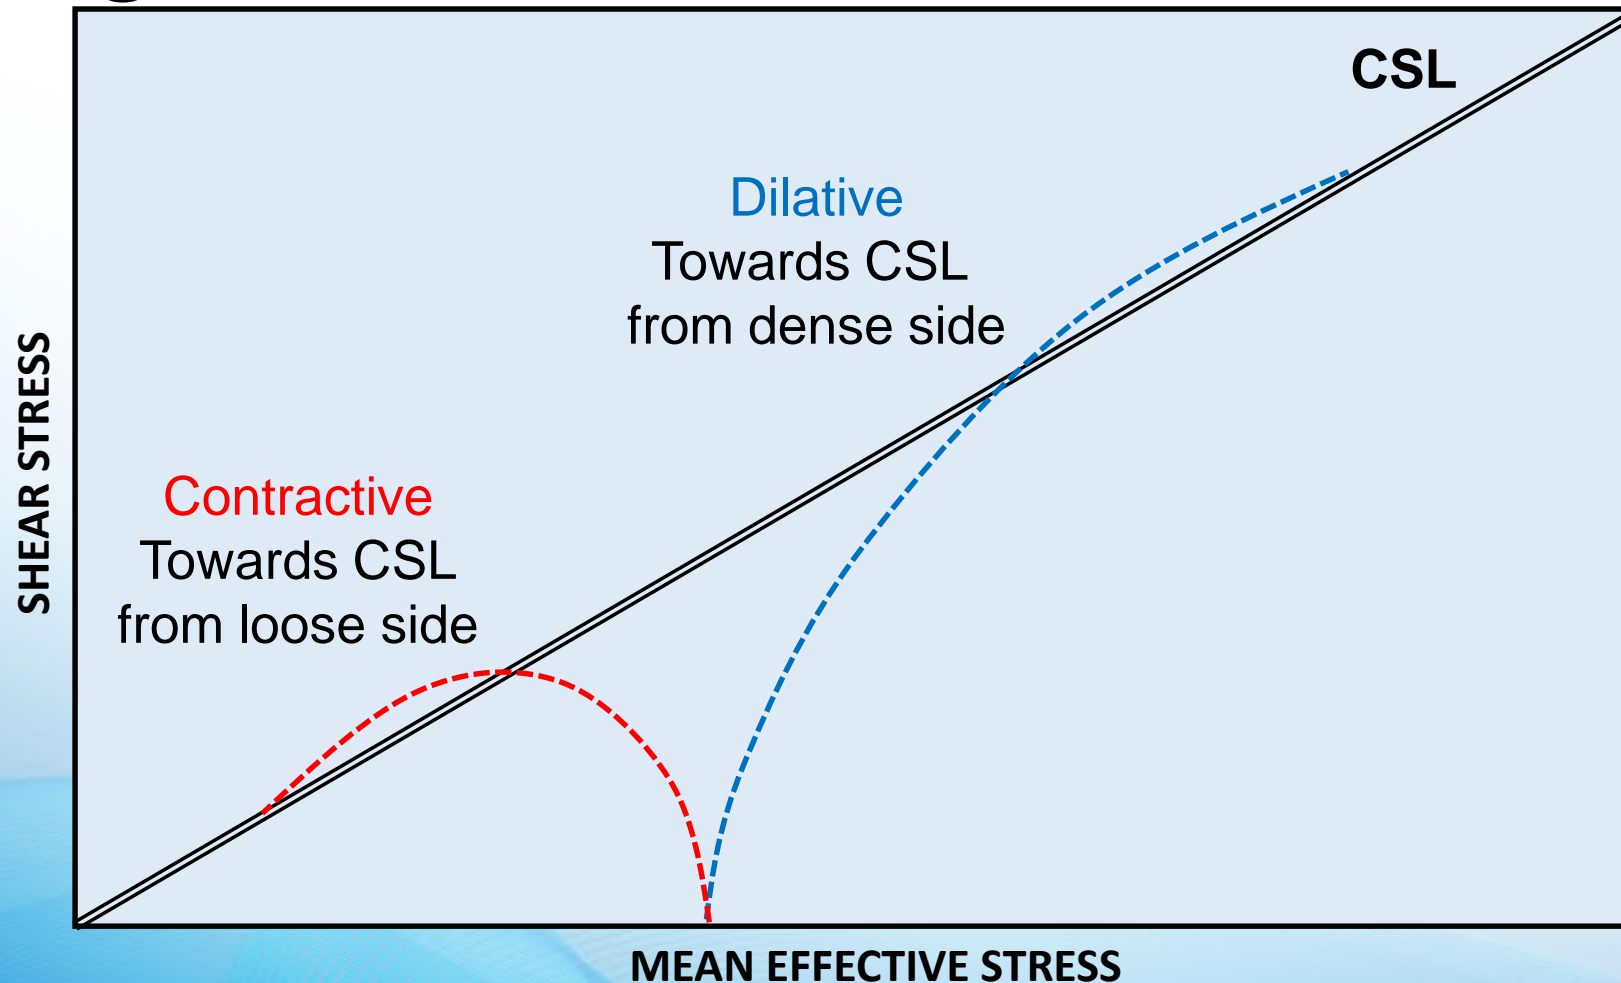 CSL
Dilative
Towards CSL
from dense side
Contractive
Towards CSL
from loose side
SHEAR STRESS
MEAN EFFECTIVE STRESS